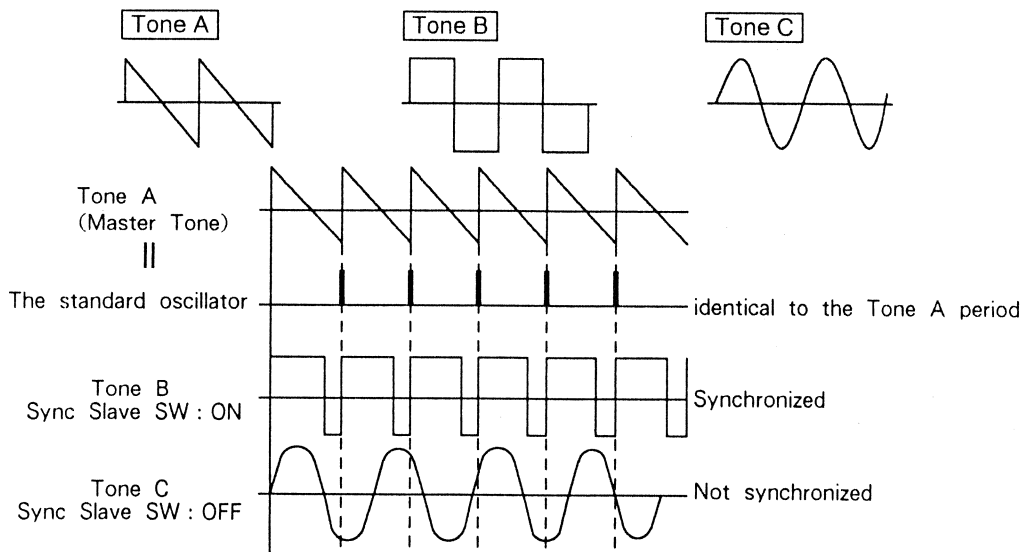 Tone A
Tone B
Tone C
Tone A
(Master Tone)
The standard oscillator
identical to the Tone A period
Tone B
Sync Slave SW : ON
Synchronized
Tone C
Sync Slave SW : OFF
Not synchronized